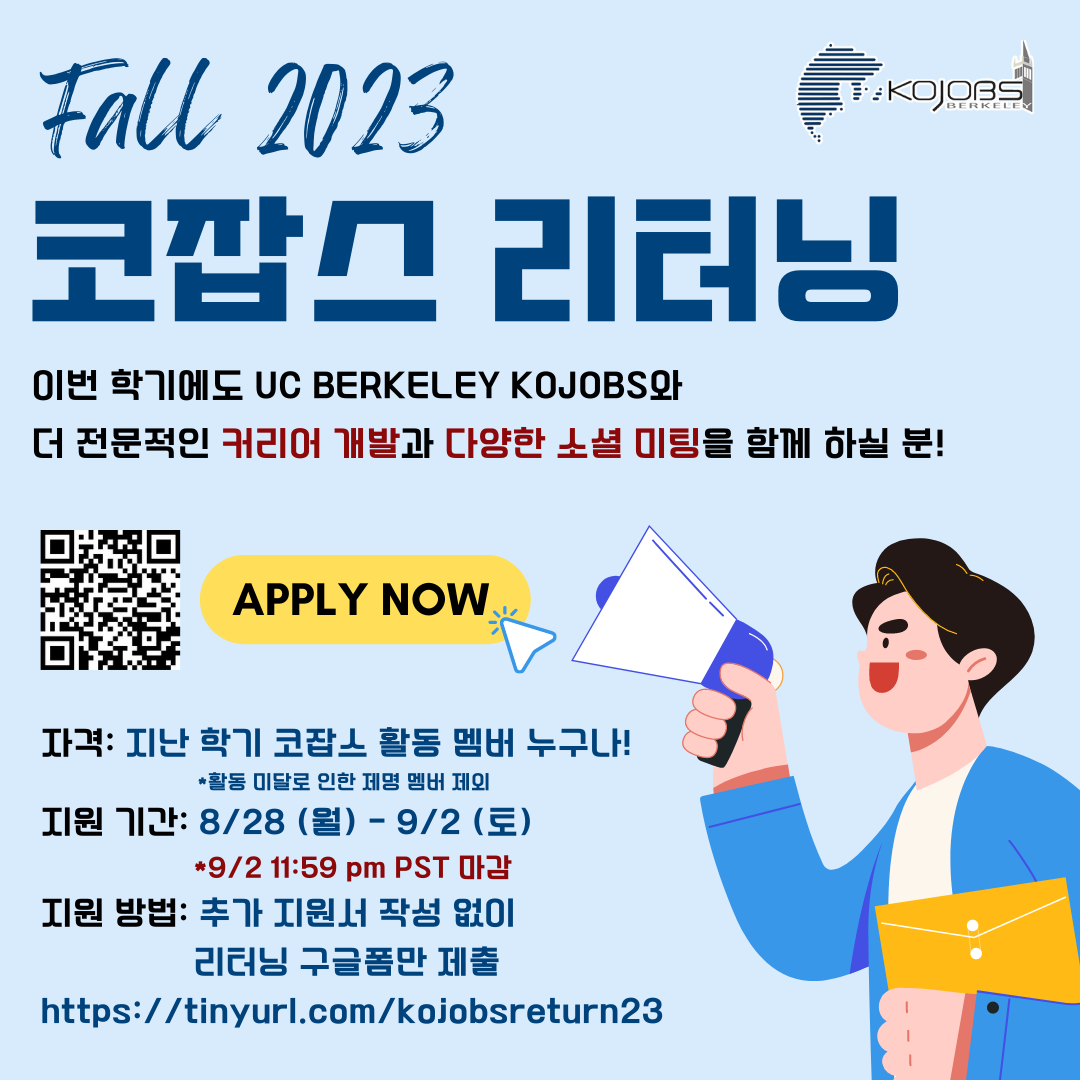 Fall 2023
KOJOBS
BERKELEY
코잡스 리터닝
이번 학기에도 UC BERKELEY KOJOBS와
더 전문적인 커리어 개발과 다양한 소셜 미팅을 함께 하실 분!
APPLY NOW
자격: 지난 학기 코잡스 활동 멤버 누구나!
*활동 미달로 인한 제명 멤버 제외
지원 기간: 8/28 (월) - 9/2 (토)
*9/2 11:59 pm PST 마감
지원 방법: 추가 지원서 작성 없이
리터닝 구글폼만 제출
https://tinyurl.com/kojobsreturn23